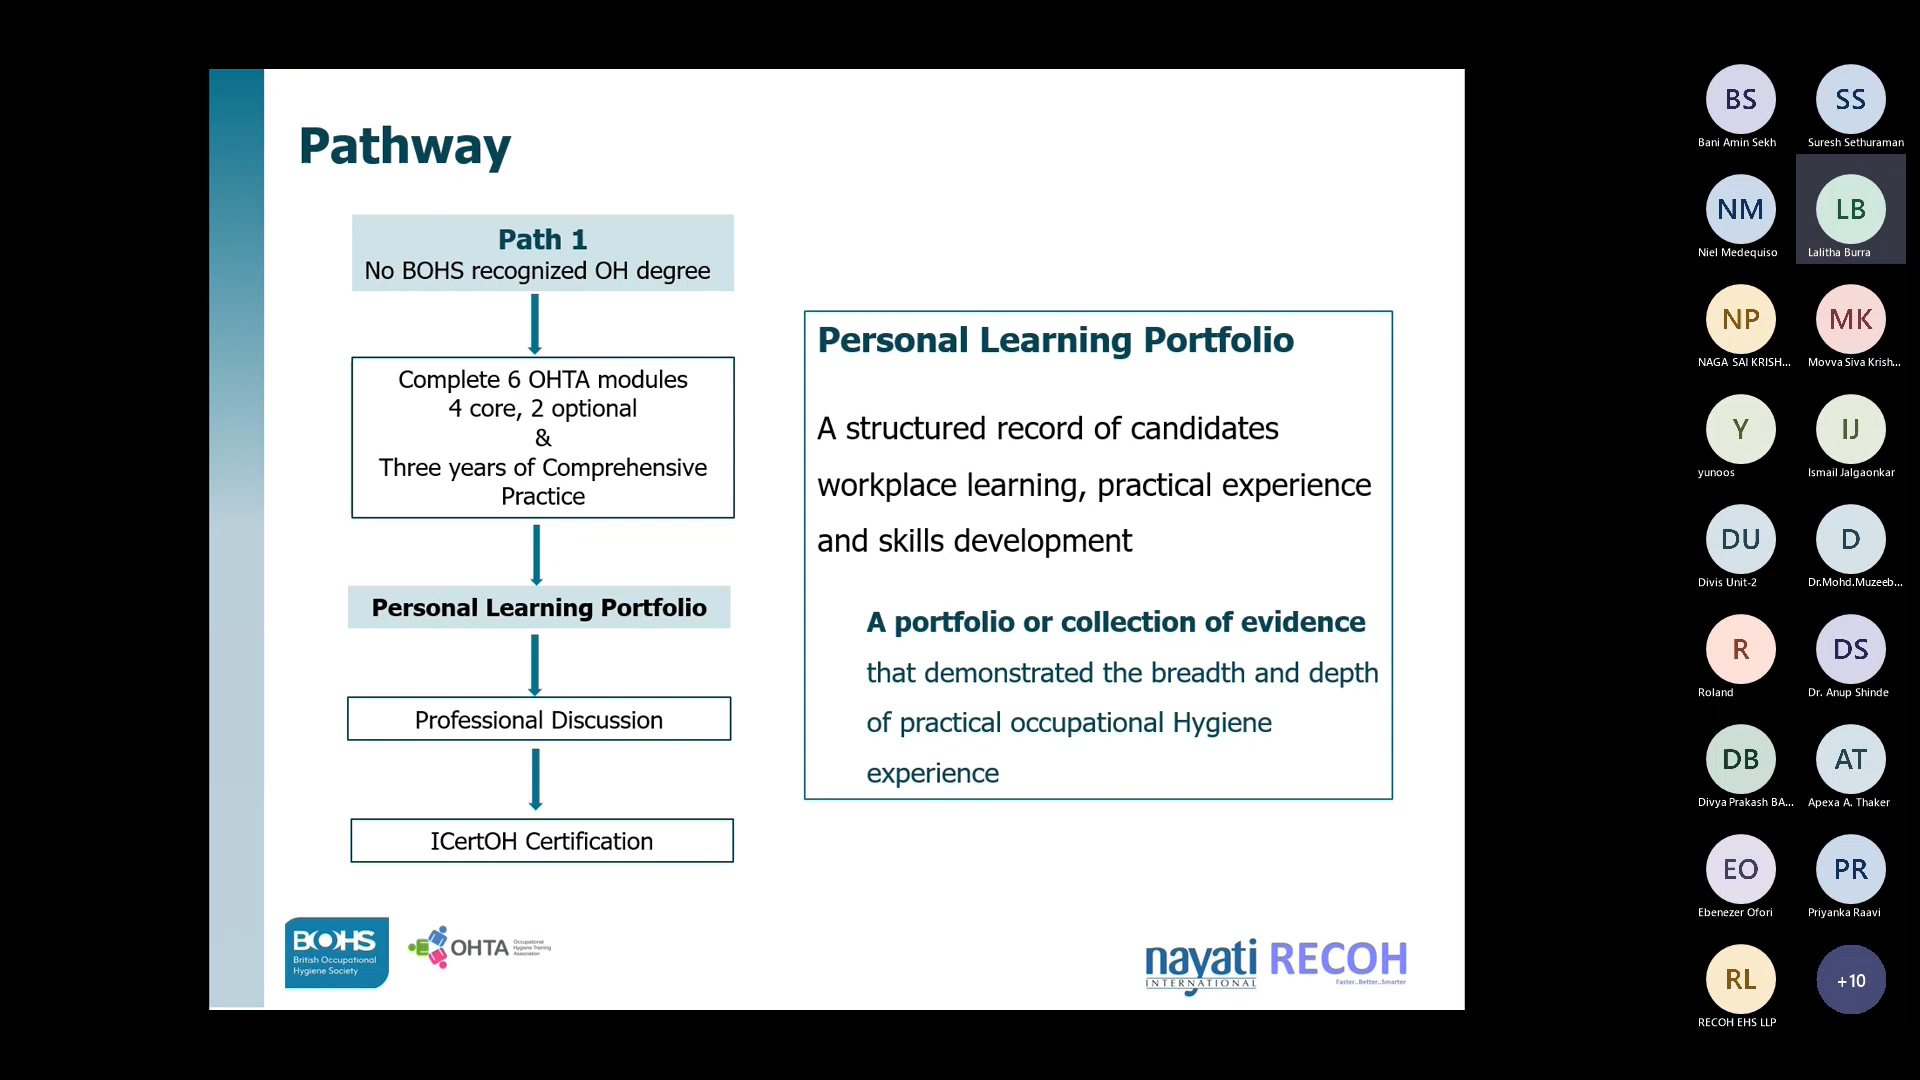 Pathway
Path 1
No BOHS recognized OH degree
Complete 6 OHTA modules
4 core, 2 optional
&
Three years of Comprehensive
Practice
Personal Learning Portfolio
Professional Discussion
ICertOH Certification
Personal Learning Portfolio
A structured record of candidates
workplace learning, practical experience
and skills development
A portfolio or collection of evidence
that demonstrated the breadth and depth
of practical occupational Hygiene
experience
BOHS
British Occupational
Hygiene Society
OHTA
Occupational
Hygiene Training
Association
nayati
INTERNATIONAL
RECOH
Faster..Better..Smarter
BS
Bani Amin Sekh
SS
Suresh Sethuraman
NM
Niel Medequiso
LB
Lalitha Burra
NP
NAGA SAI KRISH...
MK
Movva Siva Krish...
Y
yunoos
IJ
Ismail Jalgaonkar
DU
Divis Unit-2
D
Dr.Mohd.Muzeeb...
R
Roland
DS
Dr. Anup Shinde
DB
Divya Prakash BA...
AT
Apexa A. Thaker
EO
Ebenezer Ofori
PR
Priyanka Raavi
RL
RECOH EHS LLP
+10